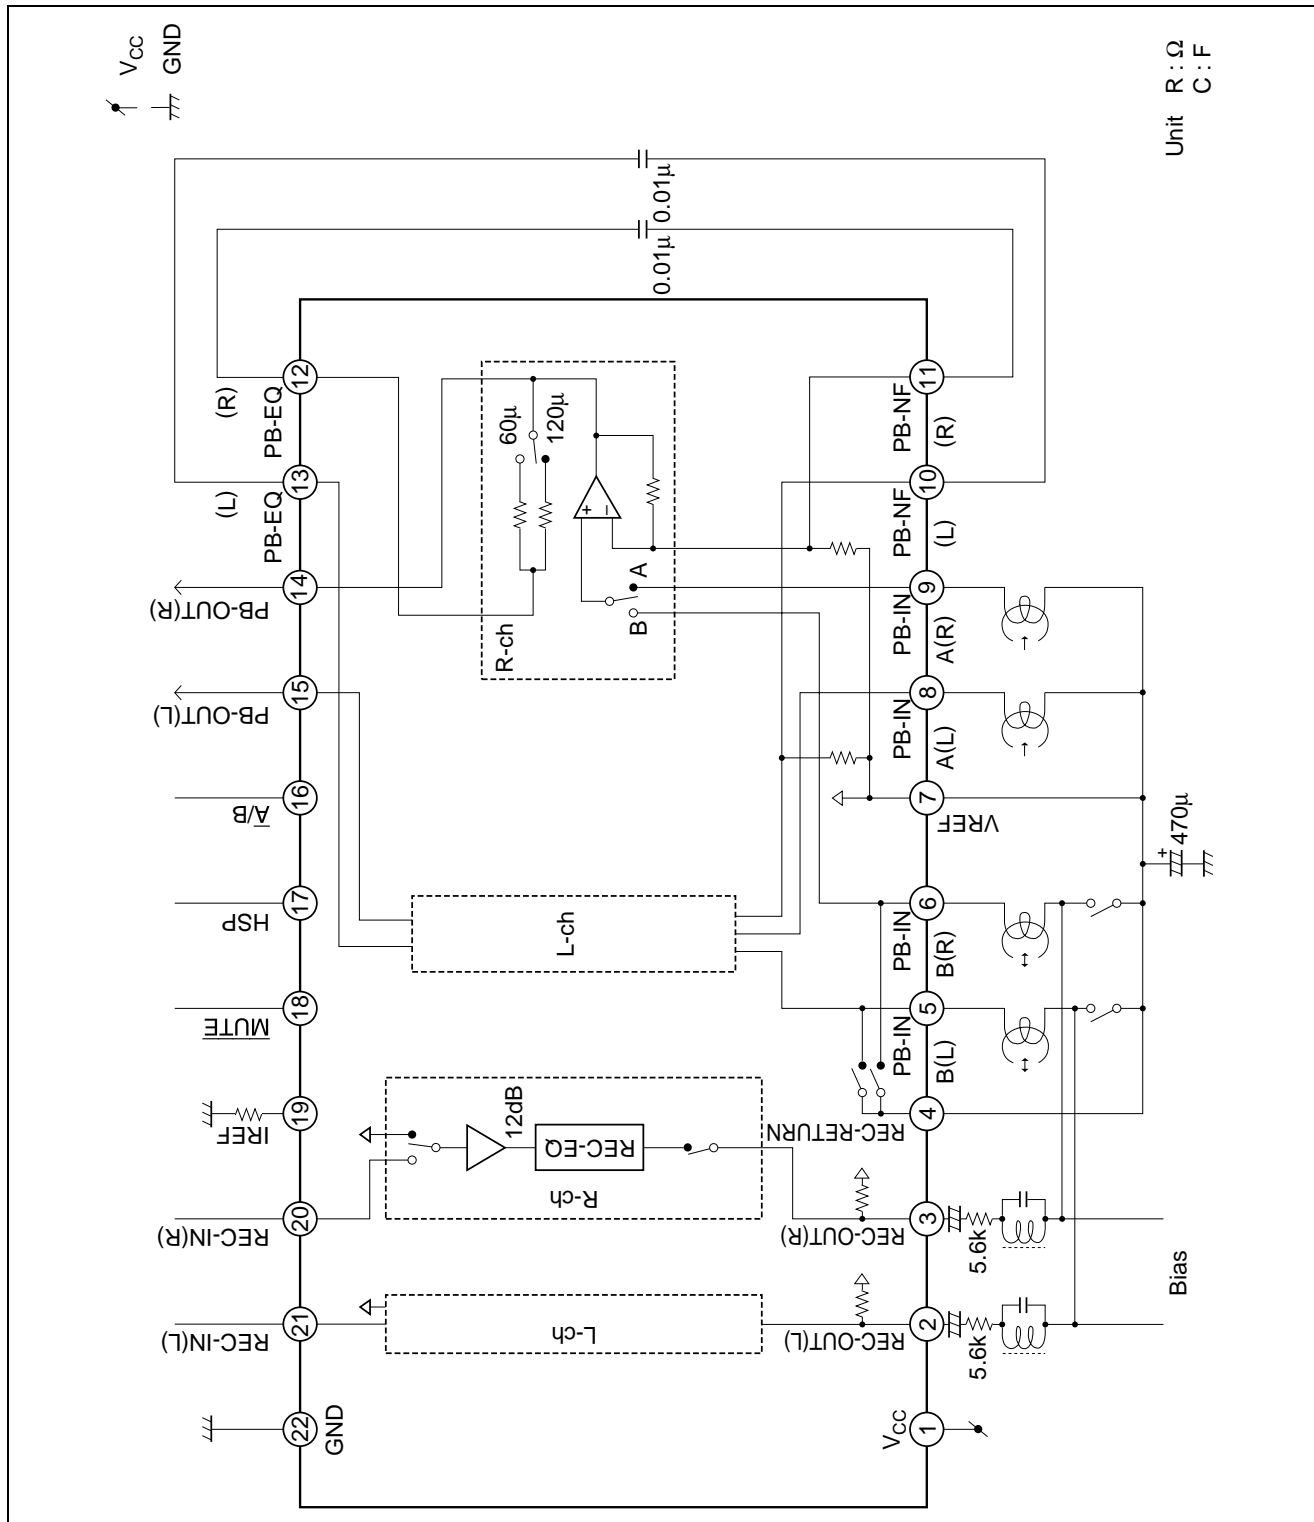 VCC
GND
Unit R : Ω
C : F
0.01µ
0.01µ
(R)
PB-EQ
12
(L)
PB-EQ
13
PB-OUT(R)
14
PB-OUT(L)
15
A̅/B
16
HSP
17
M̅U̅T̅E̅
18
IREF
19
REC-IN(R)
20
REC-IN(L)
21
GND
22
60µ
120µ
+
−
A
B
R-ch
L-ch
12dB
REC-EQ
R-ch
L-ch
11
PB-NF
(R)
10
PB-NF
(L)
9
PB-IN
A(R)
8
PB-IN
A(L)
7
VREF
6
PB-IN
B(R)
5
PB-IN
B(L)
4
REC-RETURN
3
REC-OUT(R)
2
REC-OUT(L)
1
VCC
+
470µ
5.6k
5.6k
Bias